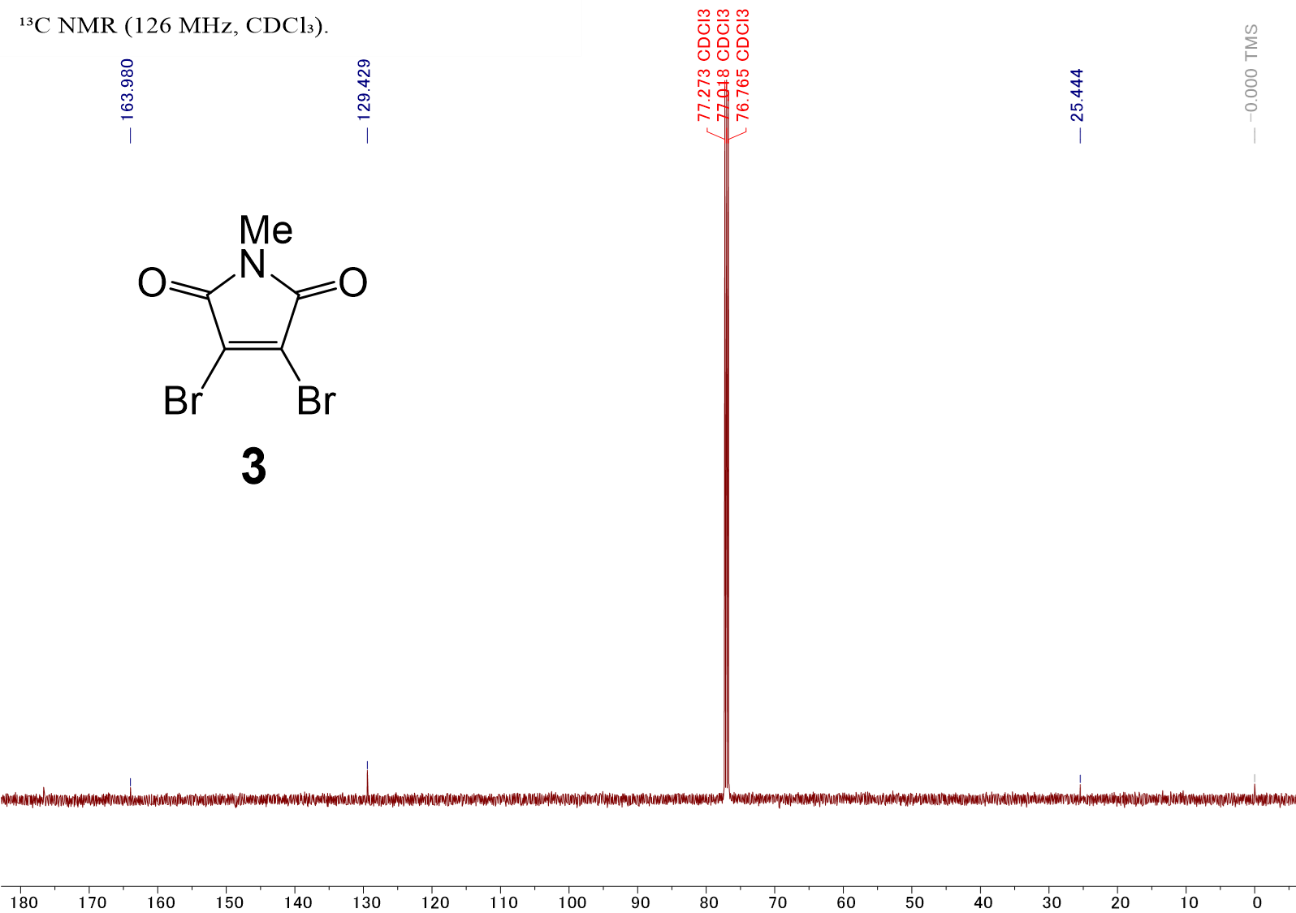 ¹³C NMR (126 MHz, CDCl₃).
163.980
129.429
77.273 CDCl3
77.018 CDCl3
76.765 CDCl3
25.444
-0.000 TMS
Me
N
O
O
Br
Br
3
180 170 160 150 140 130 120 110 100 90 80 70 60 50 40 30 20 10 0